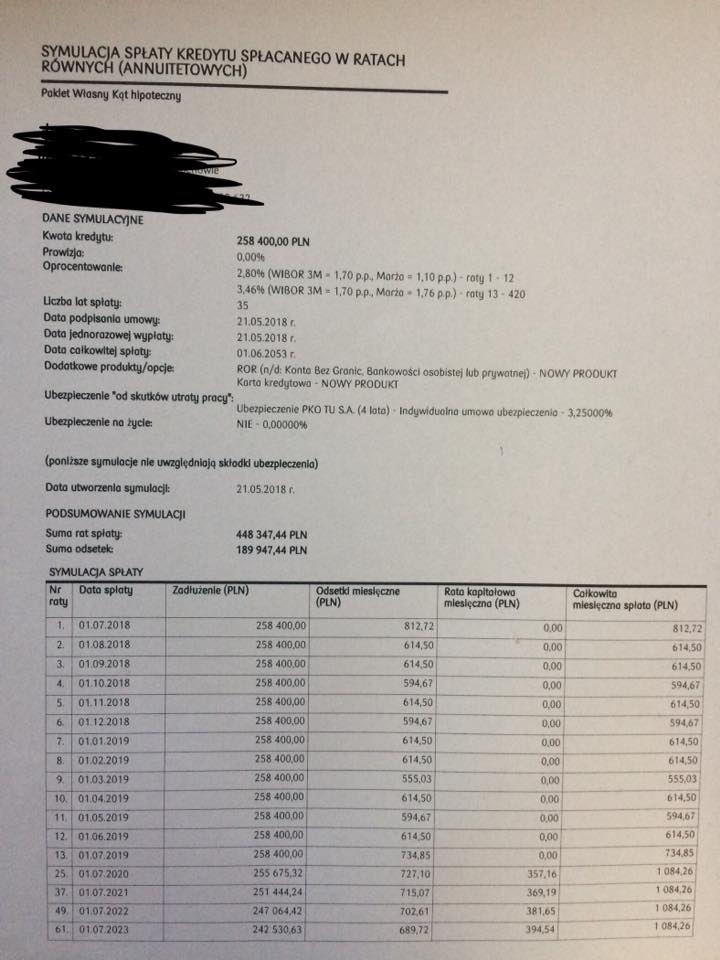 SYMULACJA SPŁATY KREDYTU SPŁACANEGO W RATACH
RÓWNYCH (ANNUITETOWYCH)
Pakiet Własny Kąt hipoteczny
DANE SYMULACYJNE
Kwota kredytu: 258 400,00 PLN
Prowizja: 0,00%
Oprocentowanie: 2,80% (WIBOR 3M = 1,70 p.p., Marża = 1,10 p.p.) - raty 1 - 12
3,46% (WIBOR 3M = 1,70 p.p., Marża = 1,76 p.p.) - raty 13 - 420
Liczba lat spłaty: 35
Data podpisania umowy: 21.05.2018 r.
Data jednorazowej wypłaty: 21.05.2018 r.
Data całkowitej spłaty: 01.06.2053 r.
Dodatkowe produkty/opcje: ROR (n/d: Konta Bez Granic, Bankowości osobistej lub prywatnej) - NOWY PRODUKT
Karta kredytowa - NOWY PRODUKT
Ubezpieczenie "od skutków utraty pracy":
Ubezpieczenie PKO TU S.A. (4 lata) - Indywidualna umowa ubezpieczenia - 3,25000%
Ubezpieczenie na życie: NIE - 0,00000%
(poniższe symulacje nie uwzględniają składki ubezpieczenia)
Data utworzenia symulacji: 21.05.2018 r.
PODSUMOWANIE SYMULACJI
Suma rat spłaty: 448 347,44 PLN
Suma odsetek: 189 947,44 PLN
SYMULACJA SPŁATY
Nr raty Data spłaty Zadłużenie (PLN) Odsetki miesięczne (PLN) Rata kapitałowa miesięczna (PLN) Całkowita miesięczna spłata (PLN)
1. 01.07.2018 258 400,00 812,72 0,00 812,72
2. 01.08.2018 258 400,00 614,50 0,00 614,50
3. 01.09.2018 258 400,00 614,50 0,00 614,50
4. 01.10.2018 258 400,00 594,67 0,00 594,67
5. 01.11.2018 258 400,00 614,50 0,00 614,50
6. 01.12.2018 258 400,00 594,67 0,00 594,67
7. 01.01.2019 258 400,00 614,50 0,00 614,50
8. 01.02.2019 258 400,00 614,50 0,00 614,50
9. 01.03.2019 258 400,00 555,03 0,00 555,03
10. 01.04.2019 258 400,00 614,50 0,00 614,50
11. 01.05.2019 258 400,00 594,67 0,00 594,67
12. 01.06.2019 258 400,00 614,50 0,00 614,50
13. 01.07.2019 258 400,00 734,85 0,00 734,85
25. 01.07.2020 255 675,32 727,10 357,16 1 084,26
37. 01.07.2021 251 444,24 715,07 369,19 1 084,26
49. 01.07.2022 247 064,42 702,61 381,65 1 084,26
61. 01.07.2023 242 530,63 689,72 394,54 1 084,26